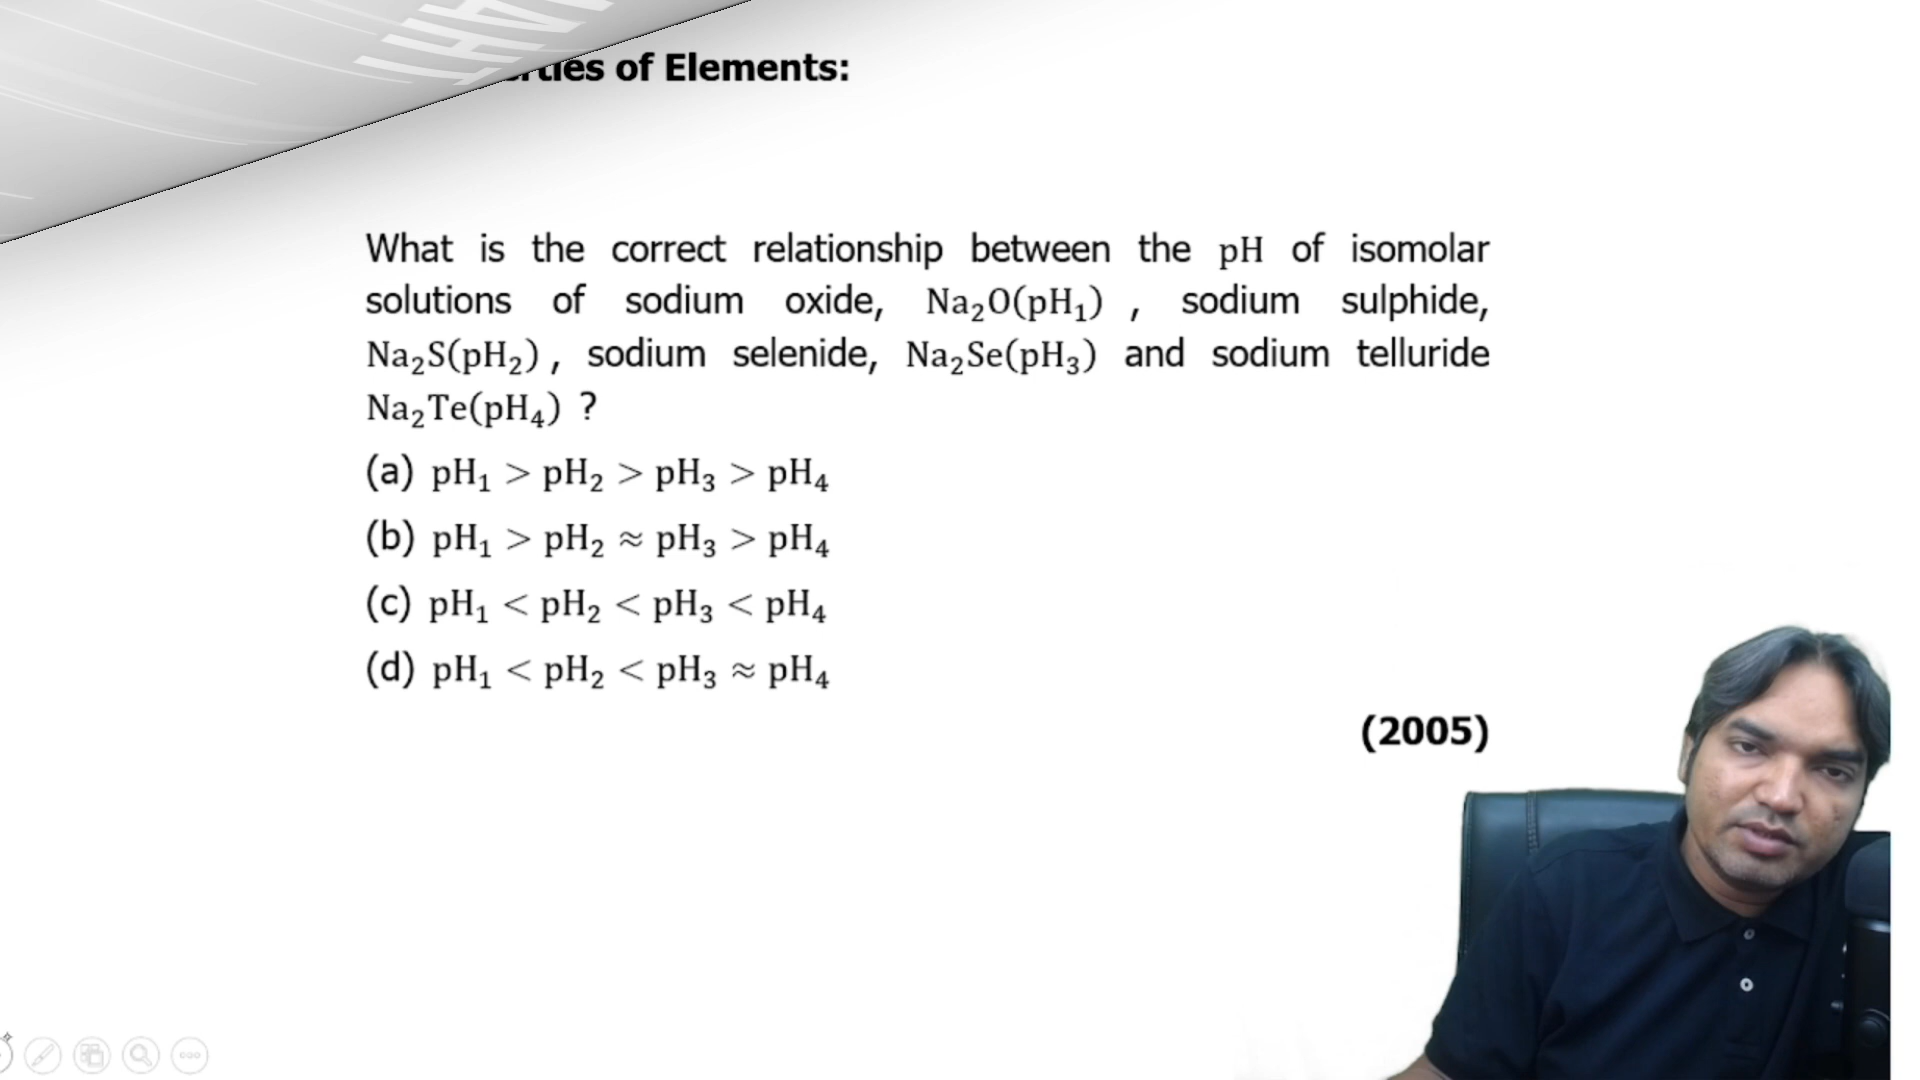 of Elements:
What is the correct relationship between the pH of isomolar
solutions of sodium oxide, Na₂O(pH₁) , sodium sulphide,
Na₂S(pH₂) , sodium selenide, Na₂Se(pH₃) and sodium telluride
Na₂Te(pH₄) ?
(a) pH₁ > pH₂ > pH₃ > pH₄
(b) pH₁ > pH₂ ≈ pH₃ > pH₄
(c) pH₁ < pH₂ < pH₃ < pH₄
(d) pH₁ < pH₂ < pH₃ ≈ pH₄
(2005)